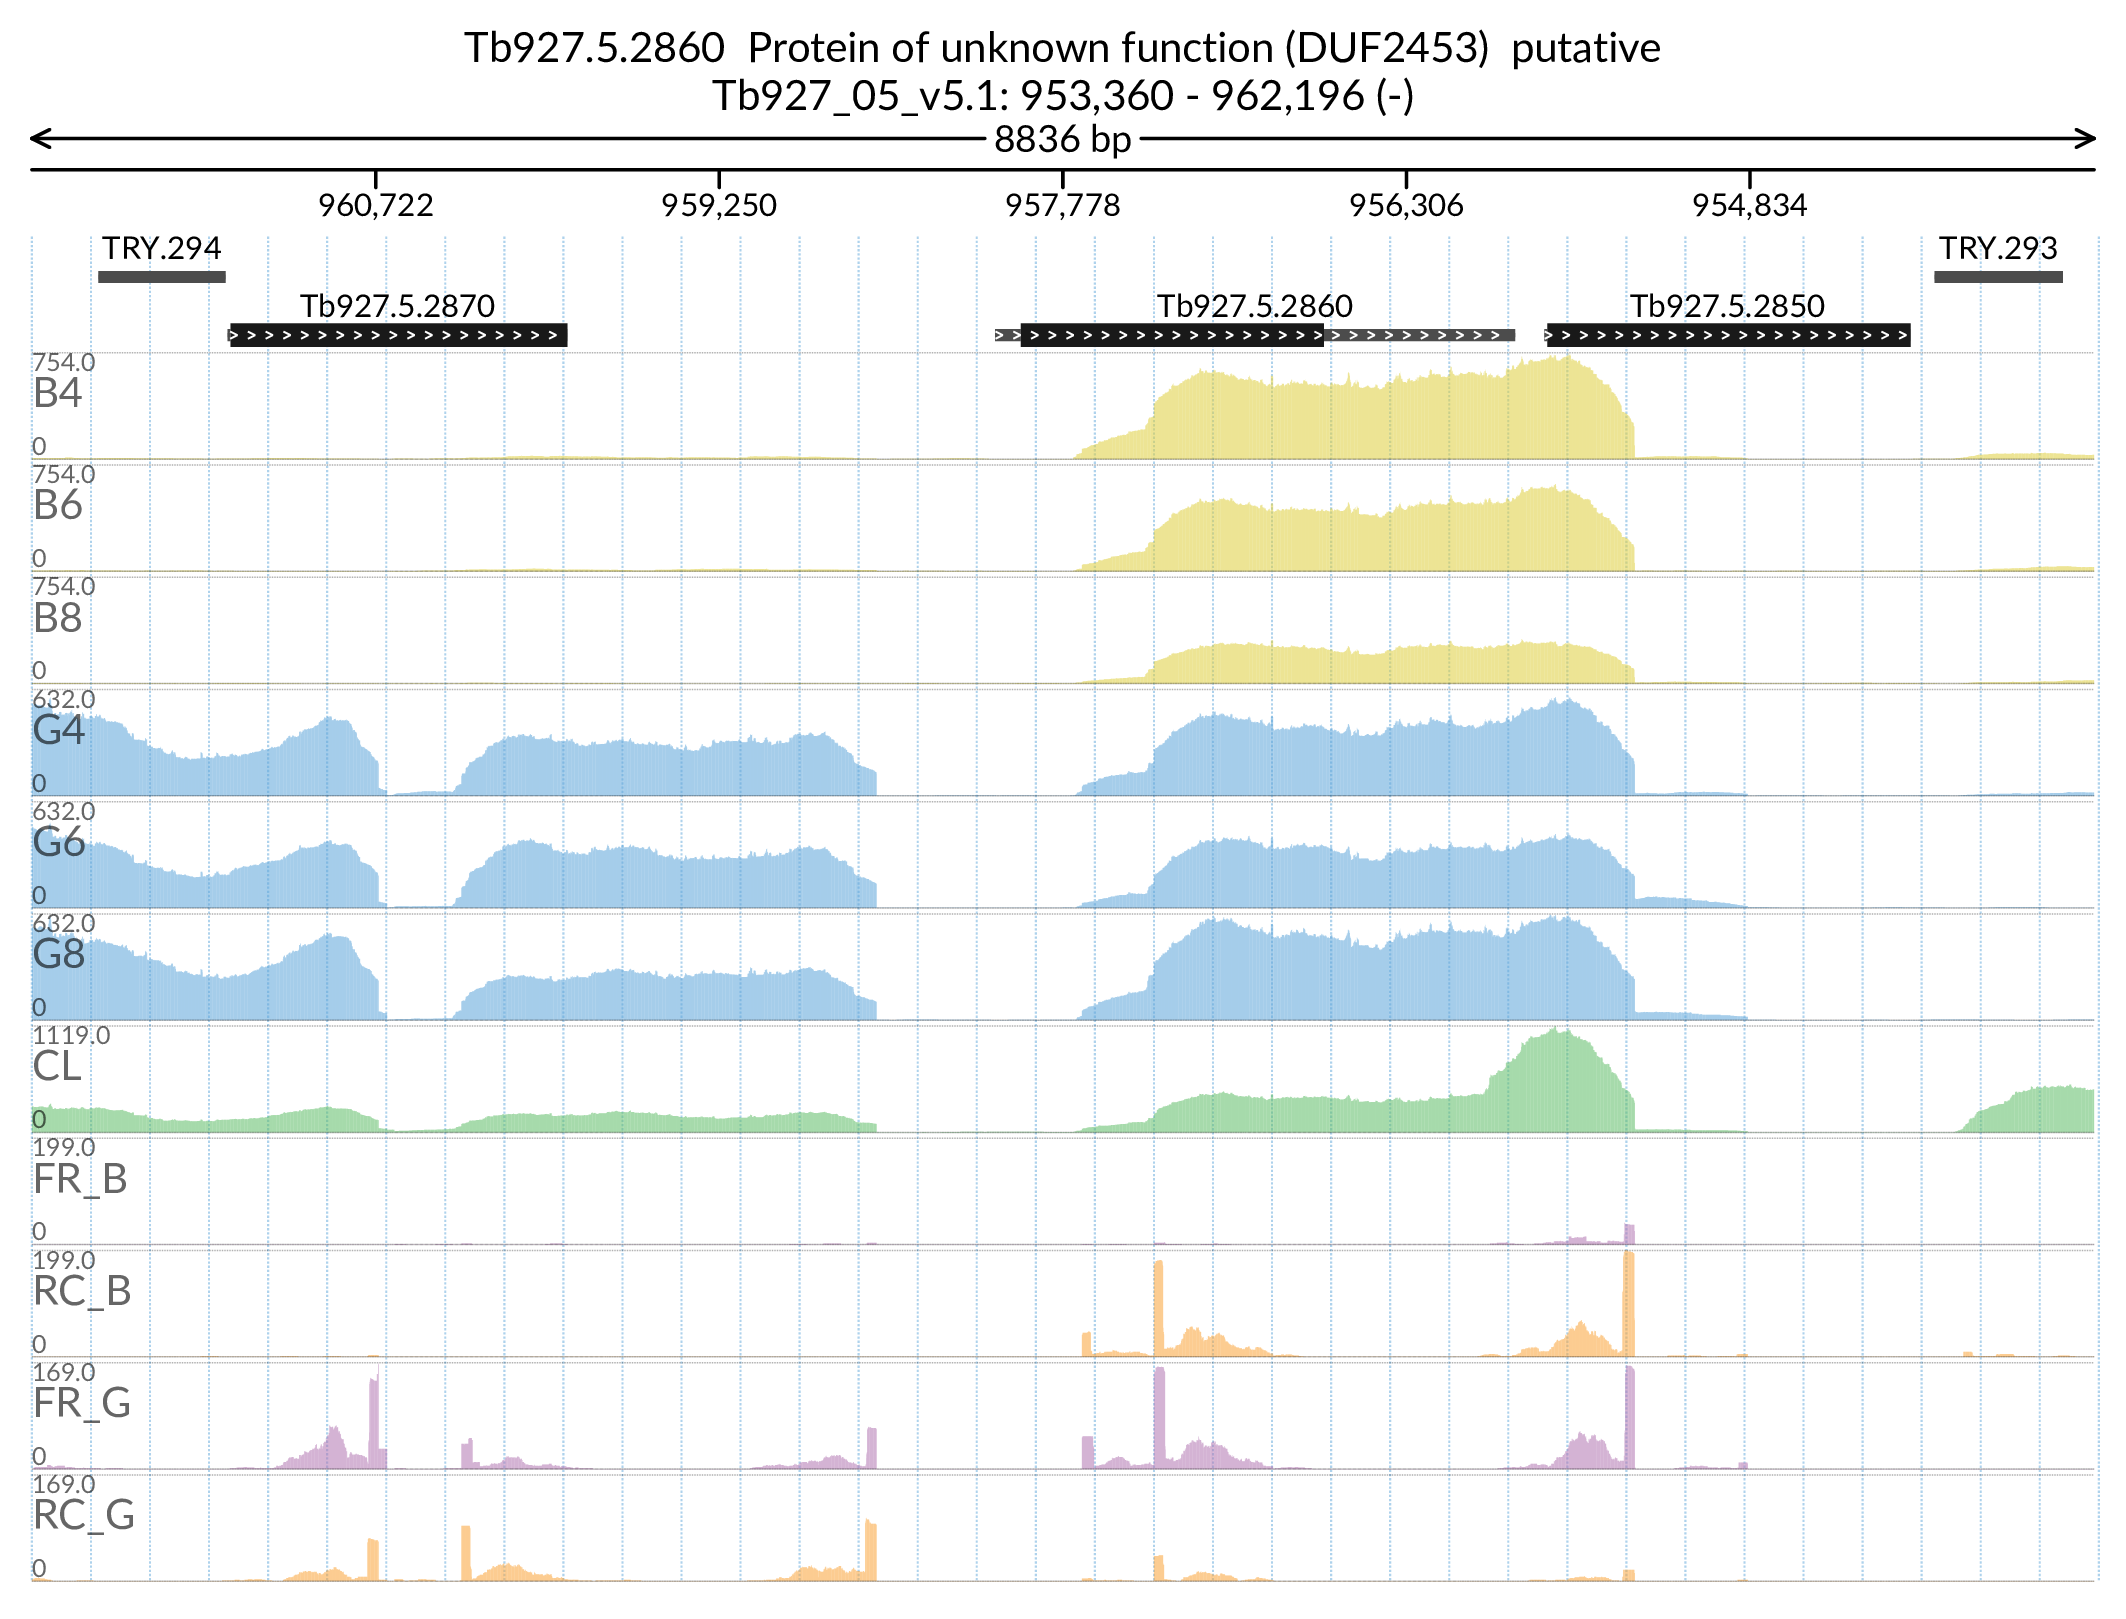 Tb927.5.2860 Protein of unknown function (DUF2453) putative
Tb927_05_v5.1: 953,360 - 962,196 (-)
8836 bp
960,722 959,250 957,778 956,306 954,834
TRY.294 TRY.293
Tb927.5.2870 Tb927.5.2860 Tb927.5.2850
754.0
B4
0
754.0
B6
0
754.0
B8
0
632.0
G4
0
632.0
G6
0
632.0
G8
0
1119.0
CL
0
199.0
FR_B
0
199.0
RC_B
0
169.0
FR_G
0
169.0
RC_G
0